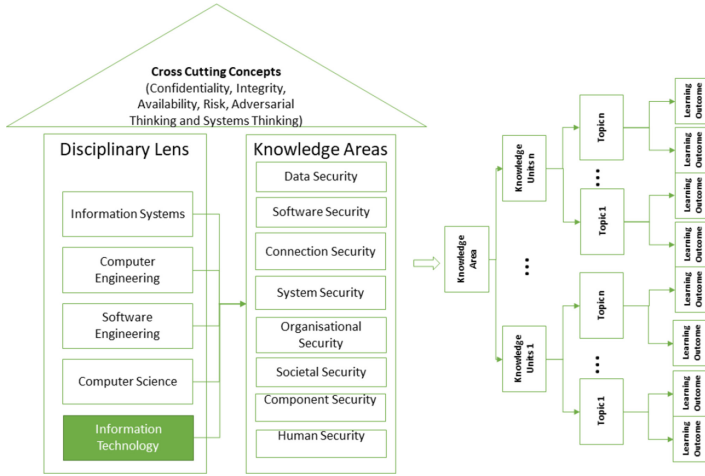 Cross Cutting Concepts
(Confidentiality, Integrity,
Availability, Risk, Adversarial
Thinking and Systems Thinking)
Disciplinary Lens
Information Systems
Computer
Engineering
Software
Engineering
Computer Science
Information
Technology
Knowledge Areas
Data Security
Software Security
Connection Security
System Security
Organisational
Security
Societal Security
Component Security
Human Security
Knowledge
Area
Knowledge
Units n
...
Knowledge
Units 1
Topic n
...
Topic 1
Topic n
...
Topic 1
Learning
Outcome
Learning
Outcome
Learning
Outcome
Learning
Outcome
Learning
Outcome
Learning
Outcome
Learning
Outcome
Learning
Outcome